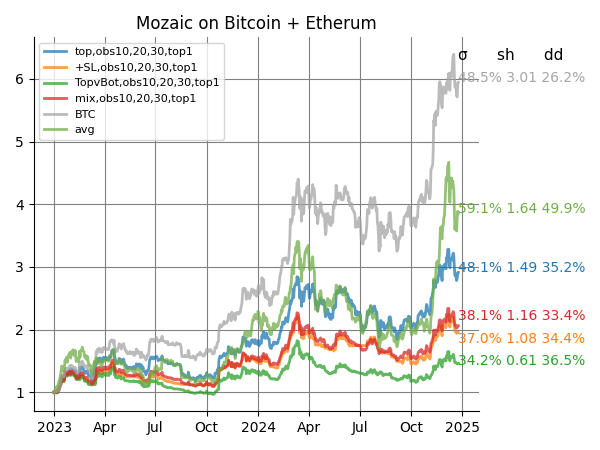 Mozaic on Bitcoin + Etherum
top,obs10,20,30,top1
+SL,obs10,20,30,top1
TopvBot,obs10,20,30,top1
mix,obs10,20,30,top1
BTC
avg
σ sh dd
48.5% 3.01 26.2%
59.1% 1.64 49.9%
48.1% 1.49 35.2%
38.1% 1.16 33.4%
37.0% 1.08 34.4%
34.2% 0.61 36.5%
6
5
4
3
2
1
2023 Apr Jul Oct 2024 Apr Jul Oct 2025